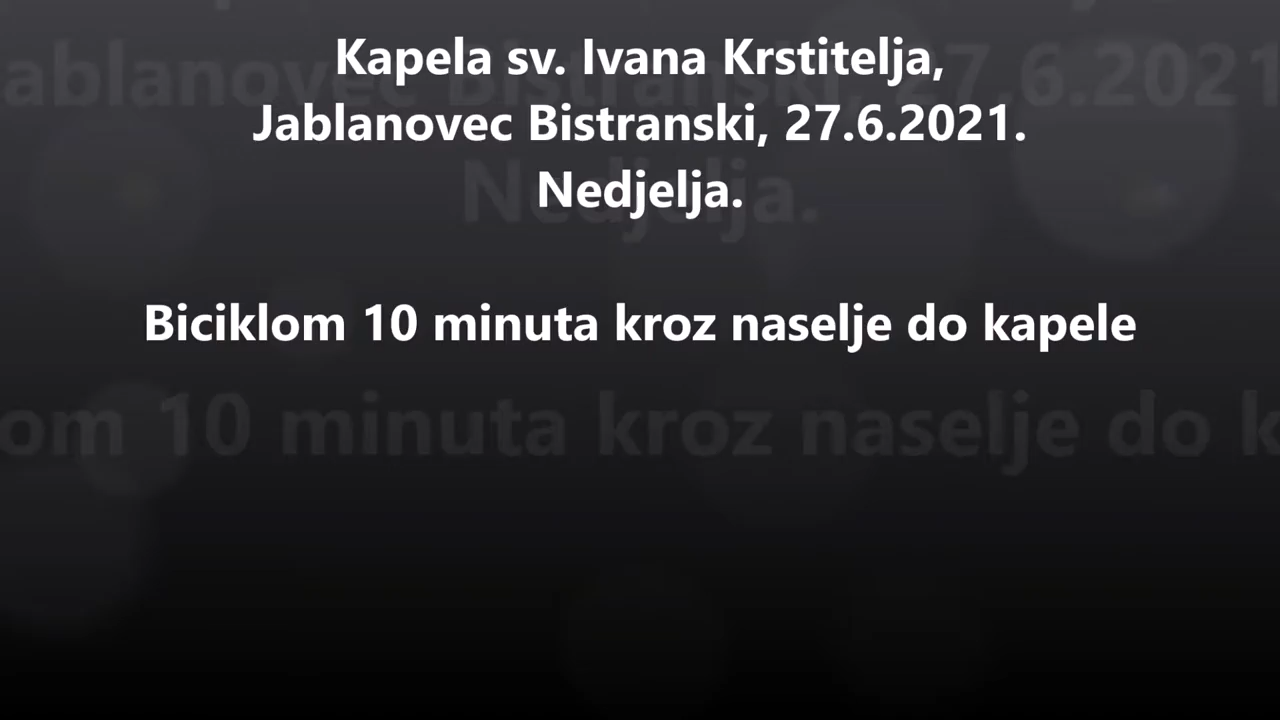 Kapela sv. Ivana Krstitelja,
Jablanovec Bistranski, 27.6.2021.
Nedjelja.
Biciklom 10 minuta kroz naselje do kapele